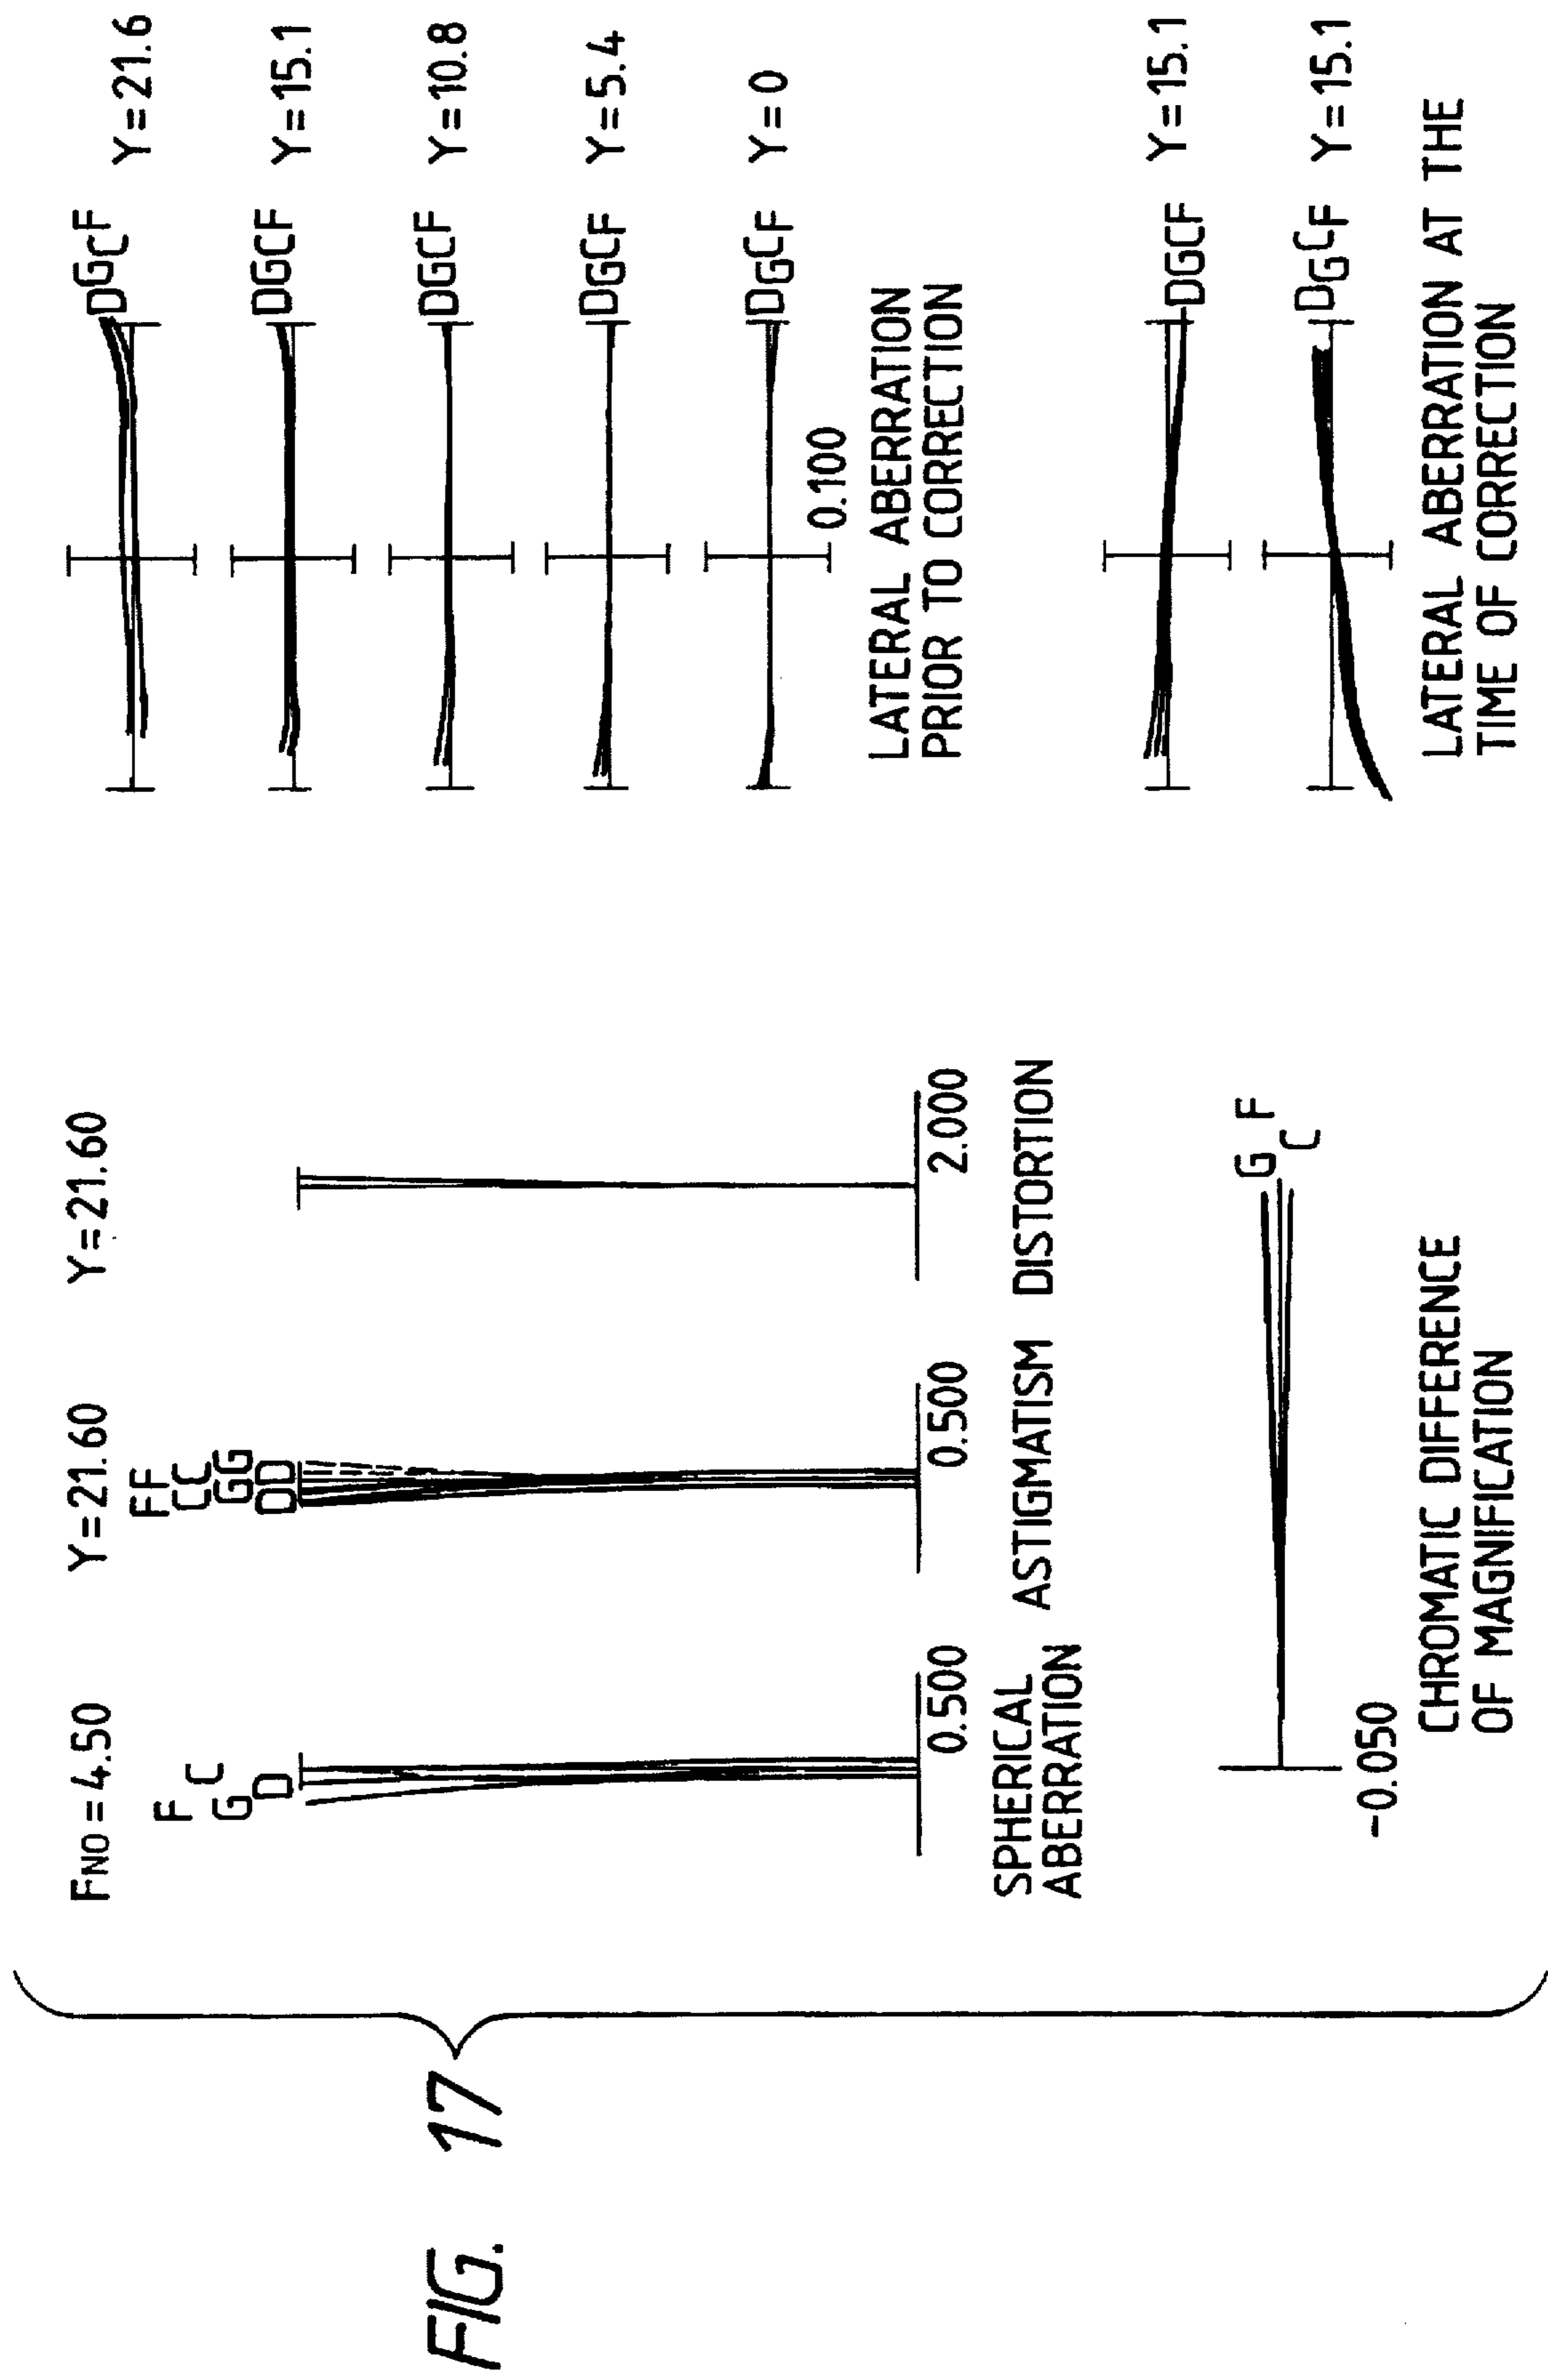 FIG. 17
FNO=4.50
F
C
G
D
0.500
SPHERICAL
ABERRATION
Y=21.60
FF
CC
GG
DD
0.500
ASTIGMATISM
Y=21.60
2.000
DISTORTION
G
F
C
-0.050
CHROMATIC DIFFERENCE
OF MAGNIFICATION
DGCF Y=21.6
DGCF Y=15.1
DGCF Y=10.8
DGCF Y=5.4
DGCF Y=0
0.100
LATERAL ABERRATION
PRIOR TO CORRECTION
DGCF Y=15.1
DGCF Y=15.1
LATERAL ABERRATION AT THE
TIME OF CORRECTION